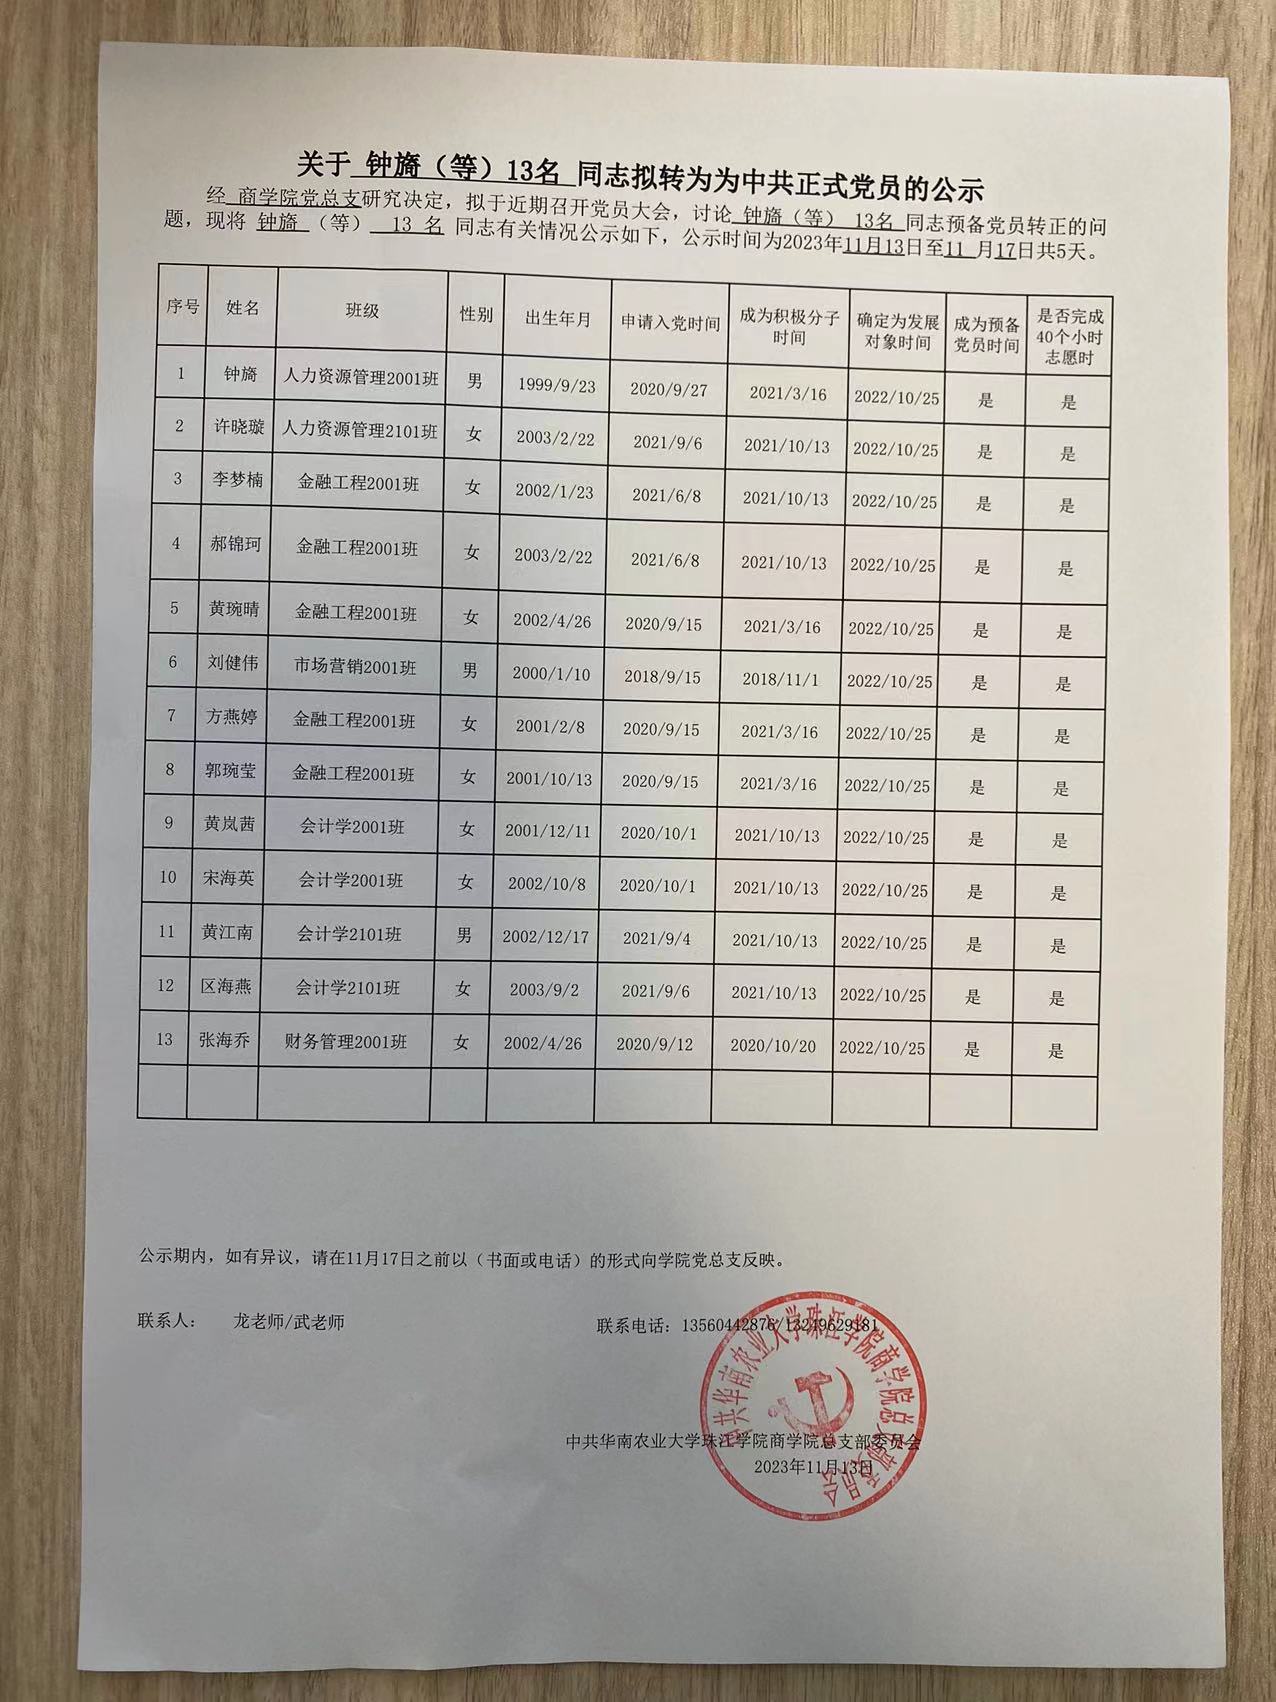 关于 钟旖（等）13名 同志拟转为为中共正式党员的公示
经 商学院党总支研究决定，拟于近期召开党员大会，讨论 钟旖（等） 13名 同志预备党员转正的问
题，现将 钟旖 （等） 13 名 同志有关情况公示如下，公示时间为2023年11月13日至11 月17日共5天。
序号 姓名 班级 性别 出生年月 申请入党时间 成为积极分子时间 确定为发展对象时间 成为预备党员时间 是否完成40个小时志愿时
1 钟旖 人力资源管理2001班 男 1999/9/23 2020/9/27 2021/3/16 2022/10/25 是 是
2 许晓璇 人力资源管理2101班 女 2003/2/22 2021/9/6 2021/10/13 2022/10/25 是 是
3 李梦楠 金融工程2001班 女 2002/1/23 2021/6/8 2021/10/13 2022/10/25 是 是
4 郝锦珂 金融工程2001班 女 2003/2/22 2021/6/8 2021/10/13 2022/10/25 是 是
5 黄琬晴 金融工程2001班 女 2002/4/26 2020/9/15 2021/3/16 2022/10/25 是 是
6 刘健伟 市场营销2001班 男 2000/1/10 2018/9/15 2018/11/1 2022/10/25 是 是
7 方燕婷 金融工程2001班 女 2001/2/8 2020/9/15 2021/3/16 2022/10/25 是 是
8 郭琬莹 金融工程2001班 女 2001/10/13 2020/9/15 2021/3/16 2022/10/25 是 是
9 黄岚茜 会计学2001班 女 2001/12/11 2020/10/1 2021/10/13 2022/10/25 是 是
10 宋海英 会计学2001班 女 2002/10/8 2020/10/1 2021/10/13 2022/10/25 是 是
11 黄江南 会计学2101班 男 2002/12/17 2021/9/4 2021/10/13 2022/10/25 是 是
12 区海燕 会计学2101班 女 2003/9/2 2021/9/6 2021/10/13 2022/10/25 是 是
13 张海乔 财务管理2001班 女 2002/4/26 2020/9/12 2020/10/20 2022/10/25 是 是
公示期内，如有异议，请在11月17日之前以（书面或电话）的形式向学院党总支反映。
联系人： 龙老师/武老师 联系电话：13560442876/13249629181
中共华南农业大学珠江学院商学院总支部委员会
中共华南农业大学珠江学院商学院总支部委员会
2023年11月13日